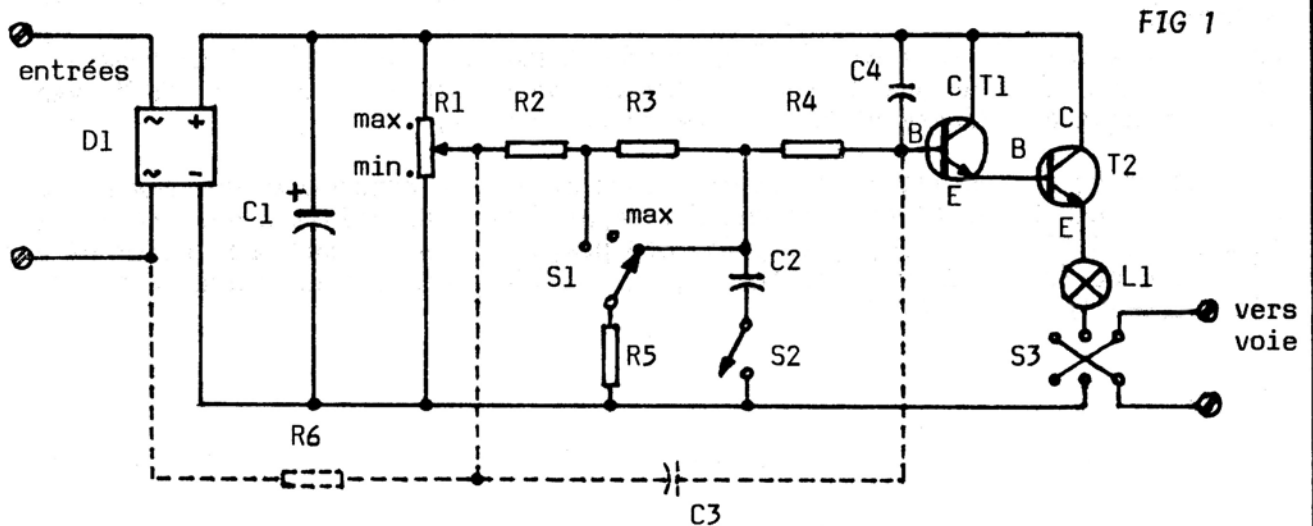 FIG 1
entrées
D1
~ +
~ -
+
C1
max.
min.
R1
R2
R3
R4
C4
C T1
B
E
C
B
T2
E
max
S1
C2
R5
S2
L1
S3
vers
voie
R6
C3